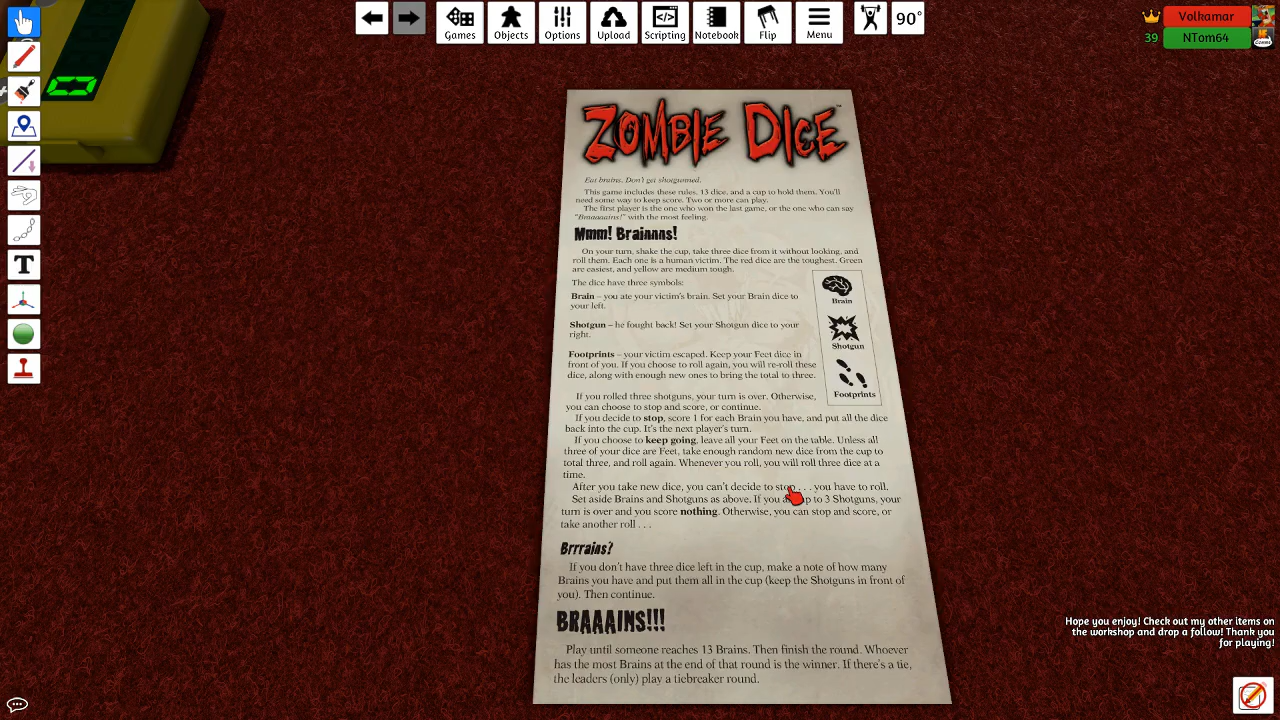 Games
Objects
Options
Upload
Scripting
Notebook
Flip
Menu
90°
Volkamar
39 NTom64
ZOMBIE DICE™
Eat brains. Don't get shotgunned.
This game includes these rules, 13 dice, and a cup to hold them. You'll
need some way to keep score. Two or more can play.
The first player is the one who won the last game, or the one who can say
"Braaaains!" with the most feeling.
Mmm! Brainnns!
On your turn, shake the cup, take three dice from it without looking, and
roll them. Each one is a human victim. The red dice are the toughest. Green
are easiest, and yellow are medium tough.
The dice have three symbols:
Brain – you ate your victim's brain. Set your Brain dice to
your left.
Shotgun – he fought back! Set your Shotgun dice to your
right.
Footprints – your victim escaped. Keep your Feet dice in
front of you. If you choose to roll again, you will re-roll these
dice, along with enough new ones to bring the total to three.
Brain
Shotgun
Footprints
If you rolled three shotguns, your turn is over. Otherwise,
you can choose to stop and score, or continue.
If you decide to stop, score 1 for each Brain you have, and put all the dice
back into the cup. It's the next player's turn.
If you choose to keep going, leave all your Feet on the table. Unless all
three of your dice are Feet, take enough random new dice from the cup to
total three, and roll again. Whenever you roll, you will roll three dice at a
time.
After you take new dice, you can't decide to stop . . . you have to roll.
Set aside Brains and Shotguns as above. If you up to 3 Shotguns, your
turn is over and you score nothing. Otherwise, you can stop and score, or
take another roll . . .
Brrrains?
If you don't have three dice left in the cup, make a note of how many
Brains you have and put them all in the cup (keep the Shotguns in front of
you). Then continue.
BRAAAINS!!!
Play until someone reaches 13 Brains. Then finish the round. Whoever
has the most Brains at the end of that round is the winner. If there's a tie,
the leaders (only) play a tiebreaker round.
Hope you enjoy! Check out my other items on
the workshop and drop a follow! Thank you
for playing!